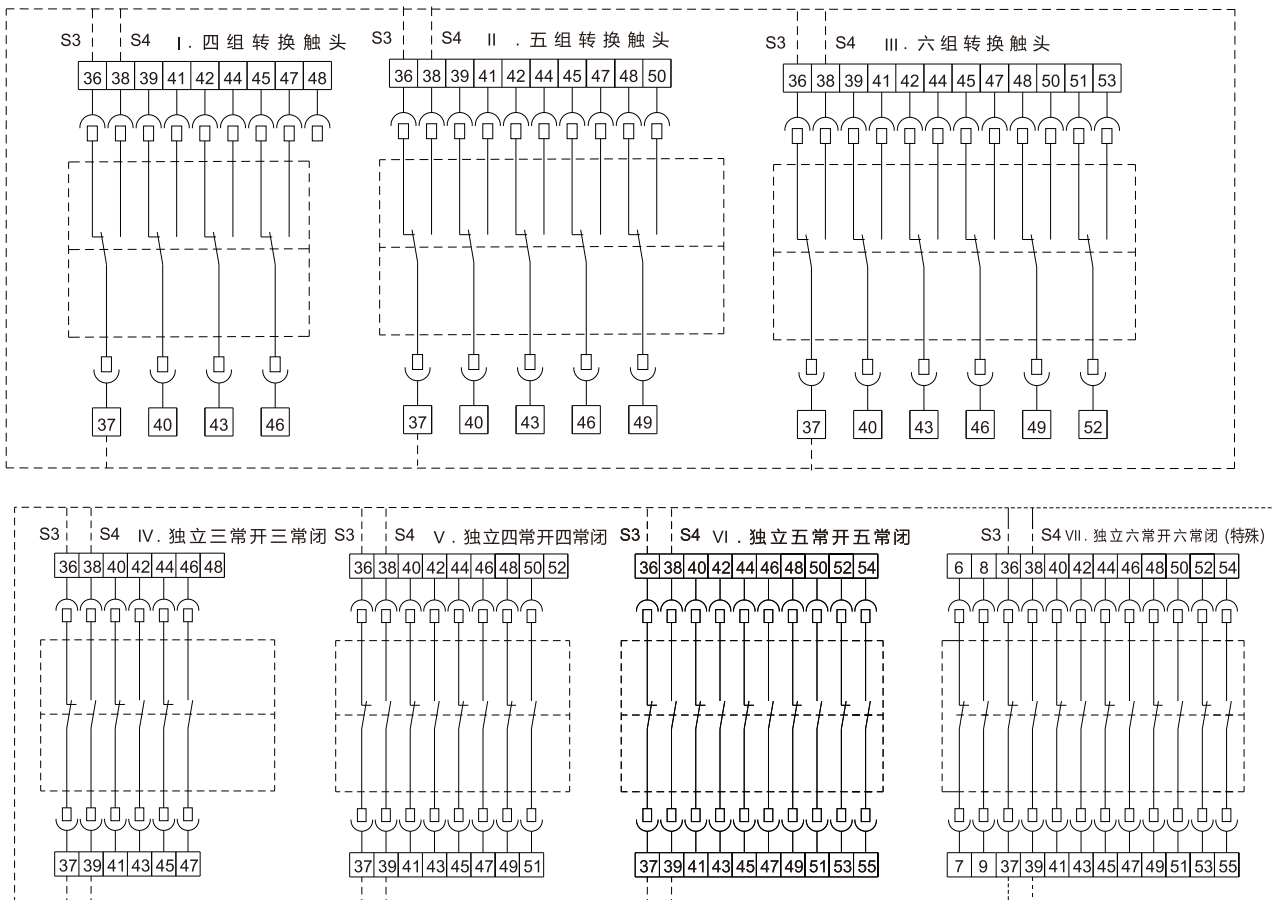 S3 S4 I.四组转换触头 S3 S4 II.五组转换触头 S3 S4 III.六组转换触头
36 38 39 41 42 44 45 47 48 36 38 39 41 42 44 45 47 48 50 36 38 39 41 42 44 45 47 48 50 51 53
37 40 43 46 37 40 43 46 49 37 40 43 46 49 52
S3 S4 IV.独立三常开三常闭 S3 S4 V.独立四常开四常闭 S3 S4 VI.独立五常开五常闭 S3 S4 VII.独立六常开六常闭(特殊)
36 38 40 42 44 46 48 36 38 40 42 44 46 48 50 52 36 38 40 42 44 46 48 50 52 54 6 8 36 38 40 42 44 46 48 50 52 54
37 39 41 43 45 47 37 39 41 43 45 47 49 51 37 39 41 43 45 47 49 51 53 55 7 9 37 39 41 43 45 47 49 51 53 55